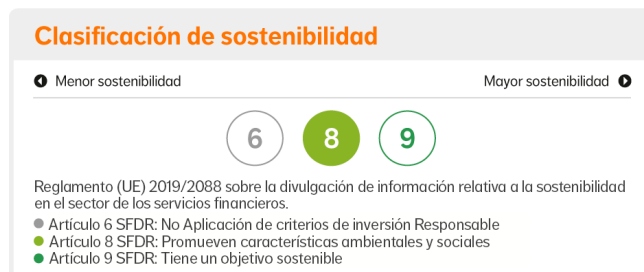 Clasificación de sostenibilidad
Menor sostenibilidad Mayor sostenibilidad
6 8 9
Reglamento (UE) 2019/2088 sobre la divulgación de información relativa a la sostenibilidad
en el sector de los servicios financieros.
Artículo 6 SFDR: No Aplicación de criterios de inversión Responsable
Artículo 8 SFDR: Promueven características ambientales y sociales
Artículo 9 SFDR: Tiene un objetivo sostenible